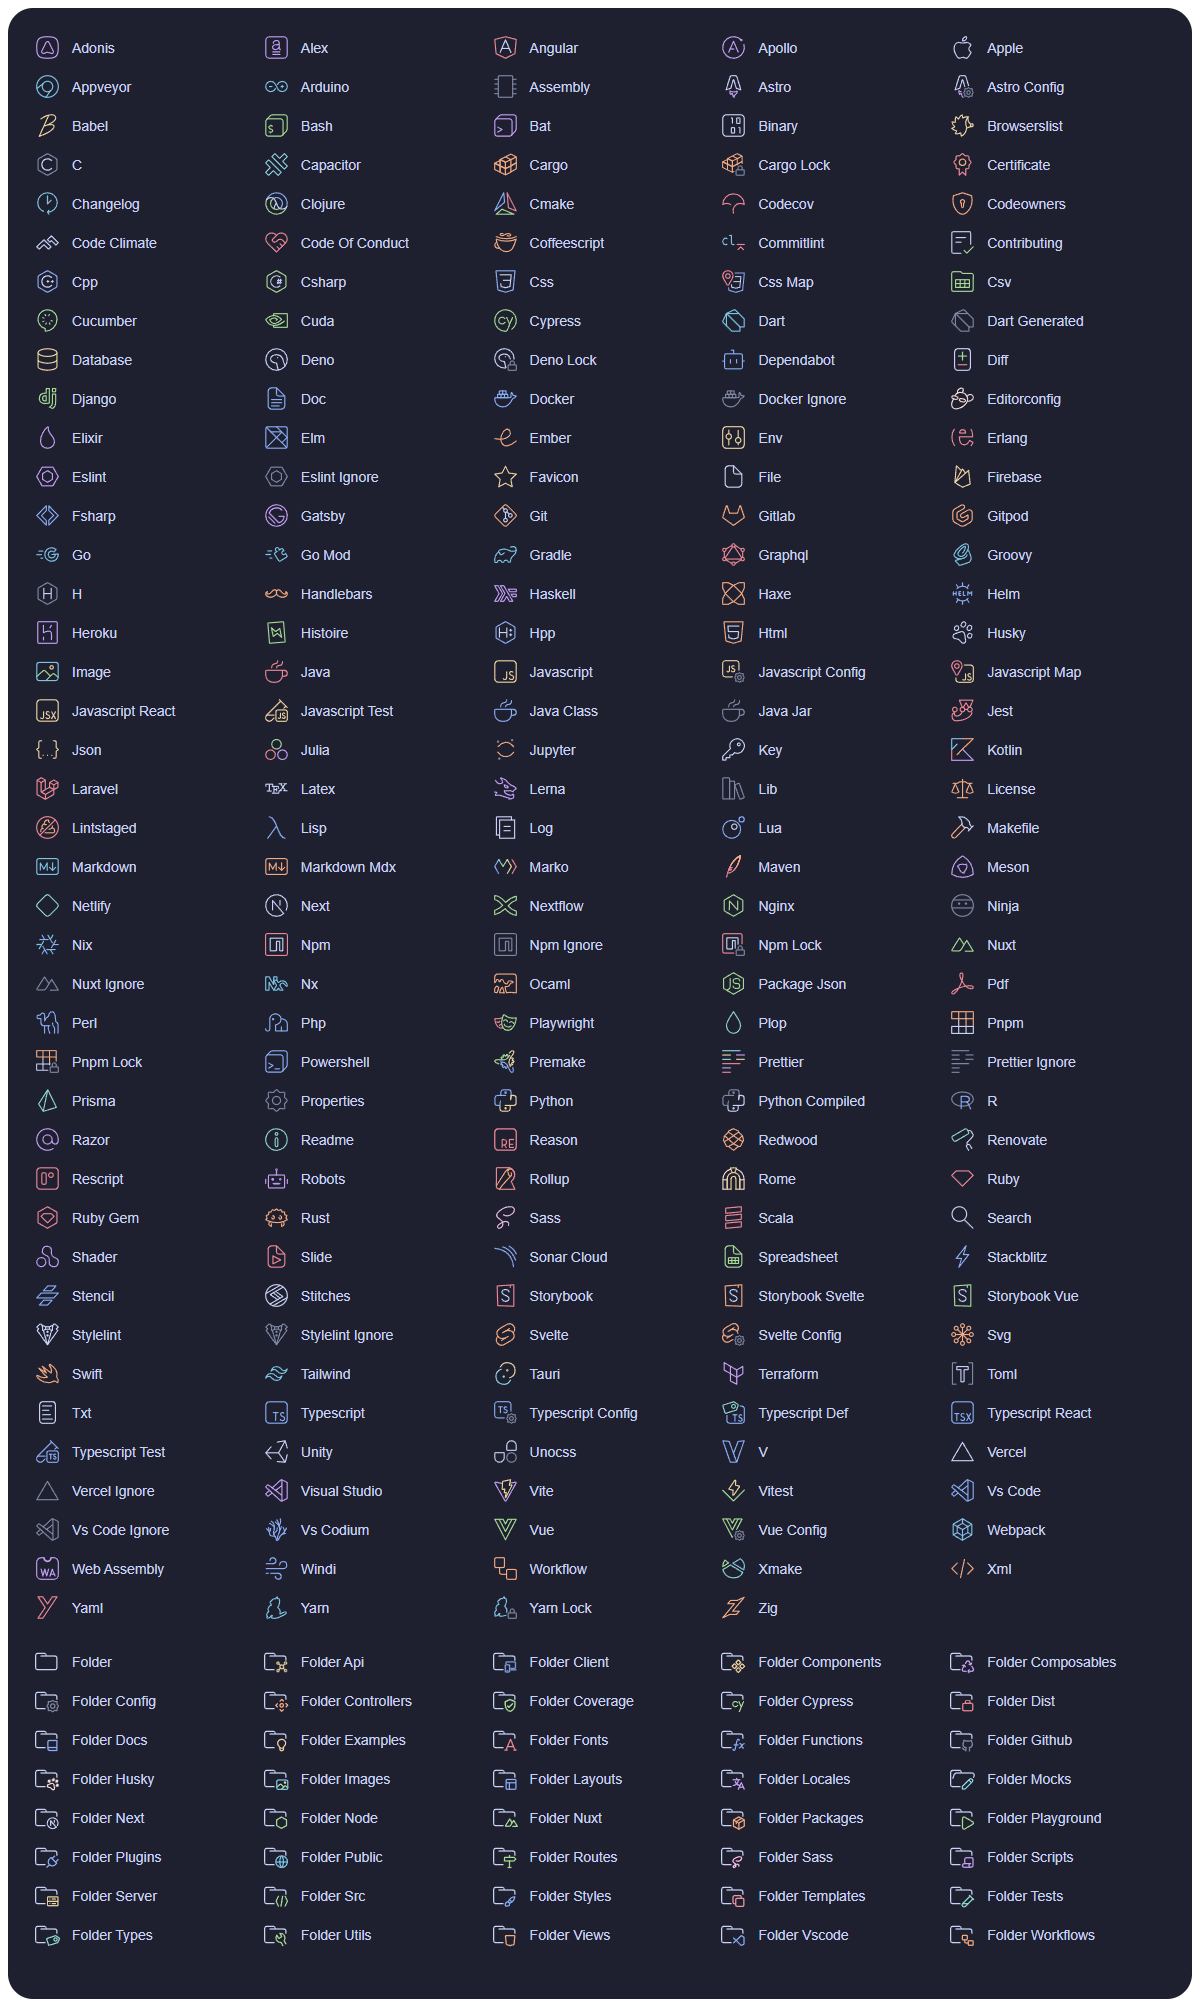 Adonis Alex Angular Apollo Apple
Appveyor Arduino Assembly Astro Astro Config
Babel Bash Bat Binary Browserslist
C Capacitor Cargo Cargo Lock Certificate
Changelog Clojure Cmake Codecov Codeowners
Code Climate Code Of Conduct Coffeescript Commitlint Contributing
Cpp Csharp Css Css Map Csv
Cucumber Cuda Cypress Dart Dart Generated
Database Deno Deno Lock Dependabot Diff
Django Doc Docker Docker Ignore Editorconfig
Elixir Elm Ember Env Erlang
Eslint Eslint Ignore Favicon File Firebase
Fsharp Gatsby Git Gitlab Gitpod
Go Go Mod Gradle Graphql Groovy
H Handlebars Haskell Haxe Helm
Heroku Histoire Hpp Html Husky
Image Java Javascript Javascript Config Javascript Map
Javascript React Javascript Test Java Class Java Jar Jest
Json Julia Jupyter Key Kotlin
Laravel Latex Lerna Lib License
Lintstaged Lisp Log Lua Makefile
Markdown Markdown Mdx Marko Maven Meson
Netlify Next Nextflow Nginx Ninja
Nix Npm Npm Ignore Npm Lock Nuxt
Nuxt Ignore Nx Ocaml Package Json Pdf
Perl Php Playwright Plop Pnpm
Pnpm Lock Powershell Premake Prettier Prettier Ignore
Prisma Properties Python Python Compiled R
Razor Readme Reason Redwood Renovate
Rescript Robots Rollup Rome Ruby
Ruby Gem Rust Sass Scala Search
Shader Slide Sonar Cloud Spreadsheet Stackblitz
Stencil Stitches Storybook Storybook Svelte Storybook Vue
Stylelint Stylelint Ignore Svelte Svelte Config Svg
Swift Tailwind Tauri Terraform Toml
Txt Typescript Typescript Config Typescript Def Typescript React
Typescript Test Unity Unocss V Vercel
Vercel Ignore Visual Studio Vite Vitest Vs Code
Vs Code Ignore Vs Codium Vue Vue Config Webpack
Web Assembly Windi Workflow Xmake Xml
Yaml Yarn Yarn Lock Zig
Folder Folder Api Folder Client Folder Components Folder Composables
Folder Config Folder Controllers Folder Coverage Folder Cypress Folder Dist
Folder Docs Folder Examples Folder Fonts Folder Functions Folder Github
Folder Husky Folder Images Folder Layouts Folder Locales Folder Mocks
Folder Next Folder Node Folder Nuxt Folder Packages Folder Playground
Folder Plugins Folder Public Folder Routes Folder Sass Folder Scripts
Folder Server Folder Src Folder Styles Folder Templates Folder Tests
Folder Types Folder Utils Folder Views Folder Vscode Folder Workflows